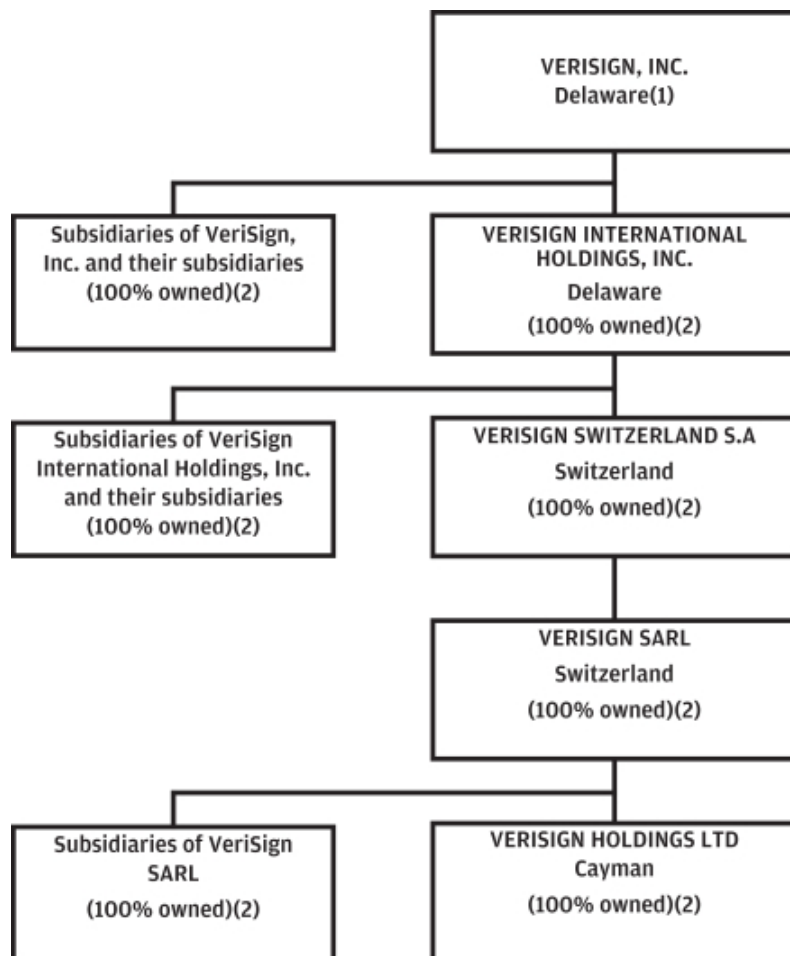 VERISIGN, INC.
Delaware(1)
Subsidiaries of VeriSign,
Inc. and their subsidiaries
(100% owned)(2)
VERISIGN INTERNATIONAL
HOLDINGS, INC.
Delaware
(100% owned)(2)
Subsidiaries of VeriSign
International Holdings, Inc.
and their subsidiaries
(100% owned)(2)
VERISIGN SWITZERLAND S.A
Switzerland
(100% owned)(2)
VERISIGN SARL
Switzerland
(100% owned)(2)
Subsidiaries of VeriSign
SARL
(100% owned)(2)
VERISIGN HOLDINGS LTD
Cayman
(100% owned)(2)